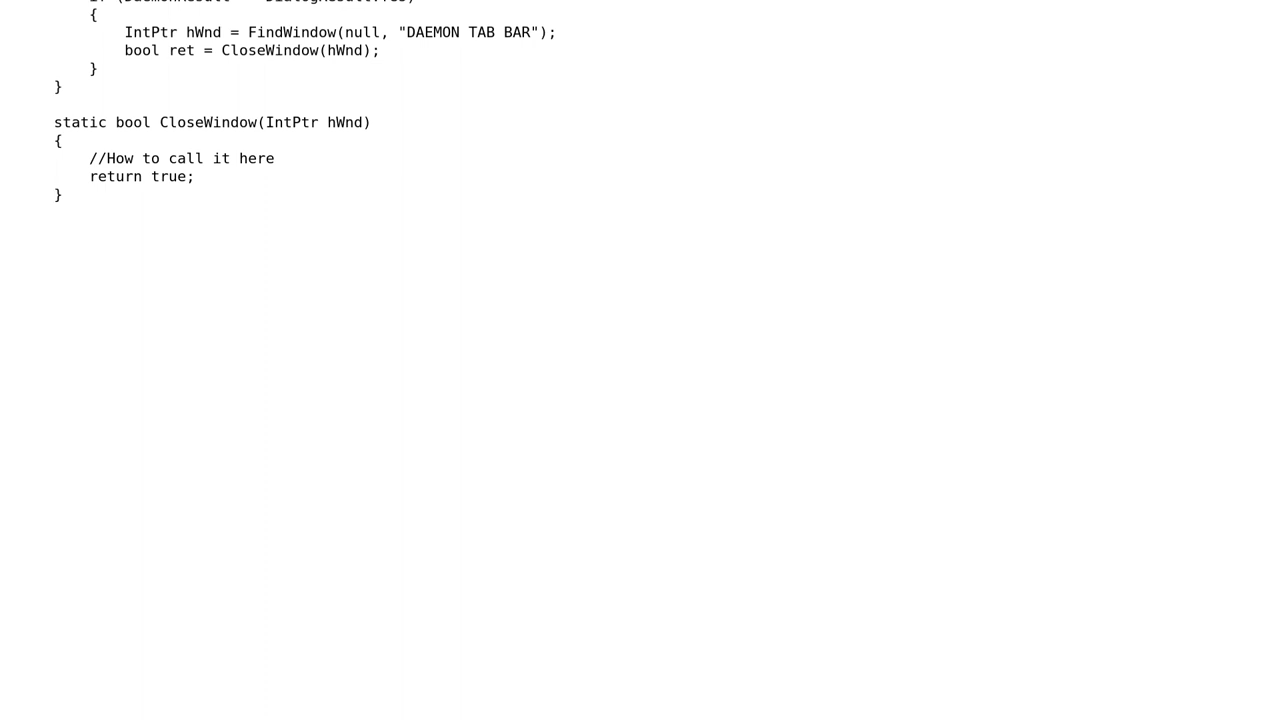 {
IntPtr hWnd = FindWindow(null, "DAEMON TAB BAR");
bool ret = CloseWindow(hWnd);
}
}
static bool CloseWindow(IntPtr hWnd)
{
//How to call it here
return true;
}